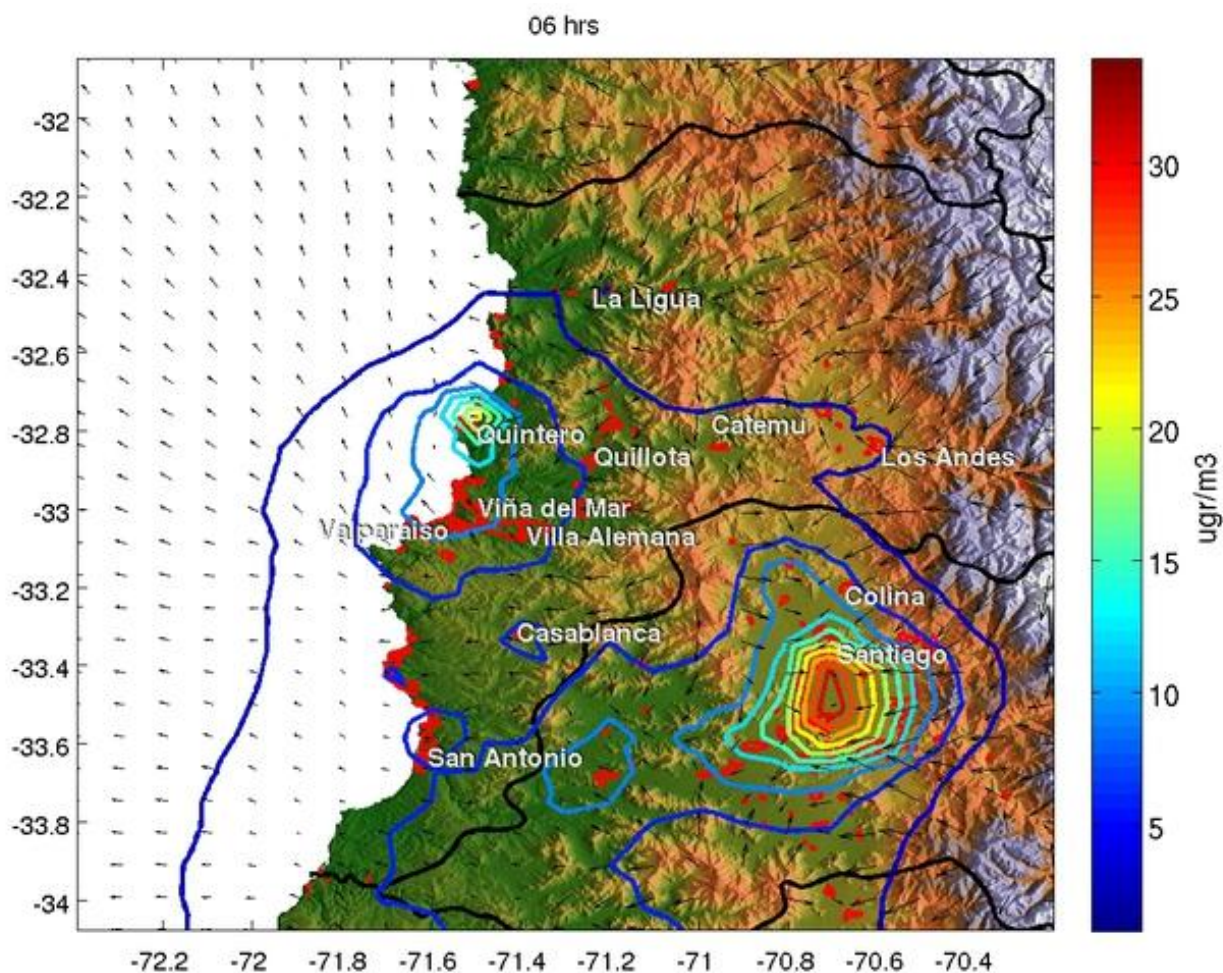 06 hrs
-32
-32.2
-32.4
-32.6
-32.8
-33
-33.2
-33.4
-33.6
-33.8
-34
La Ligua
Catemu
Quintero
Quillota
Los Andes
Viña del Mar
Valparaiso
Villa Alemana
Colina
Casablanca
Santiago
San Antonio
-72.2
-72
-71.8
-71.6
-71.4
-71.2
-71
-70.8
-70.6
-70.4
30
25
20
15
10
5
ugr/m3